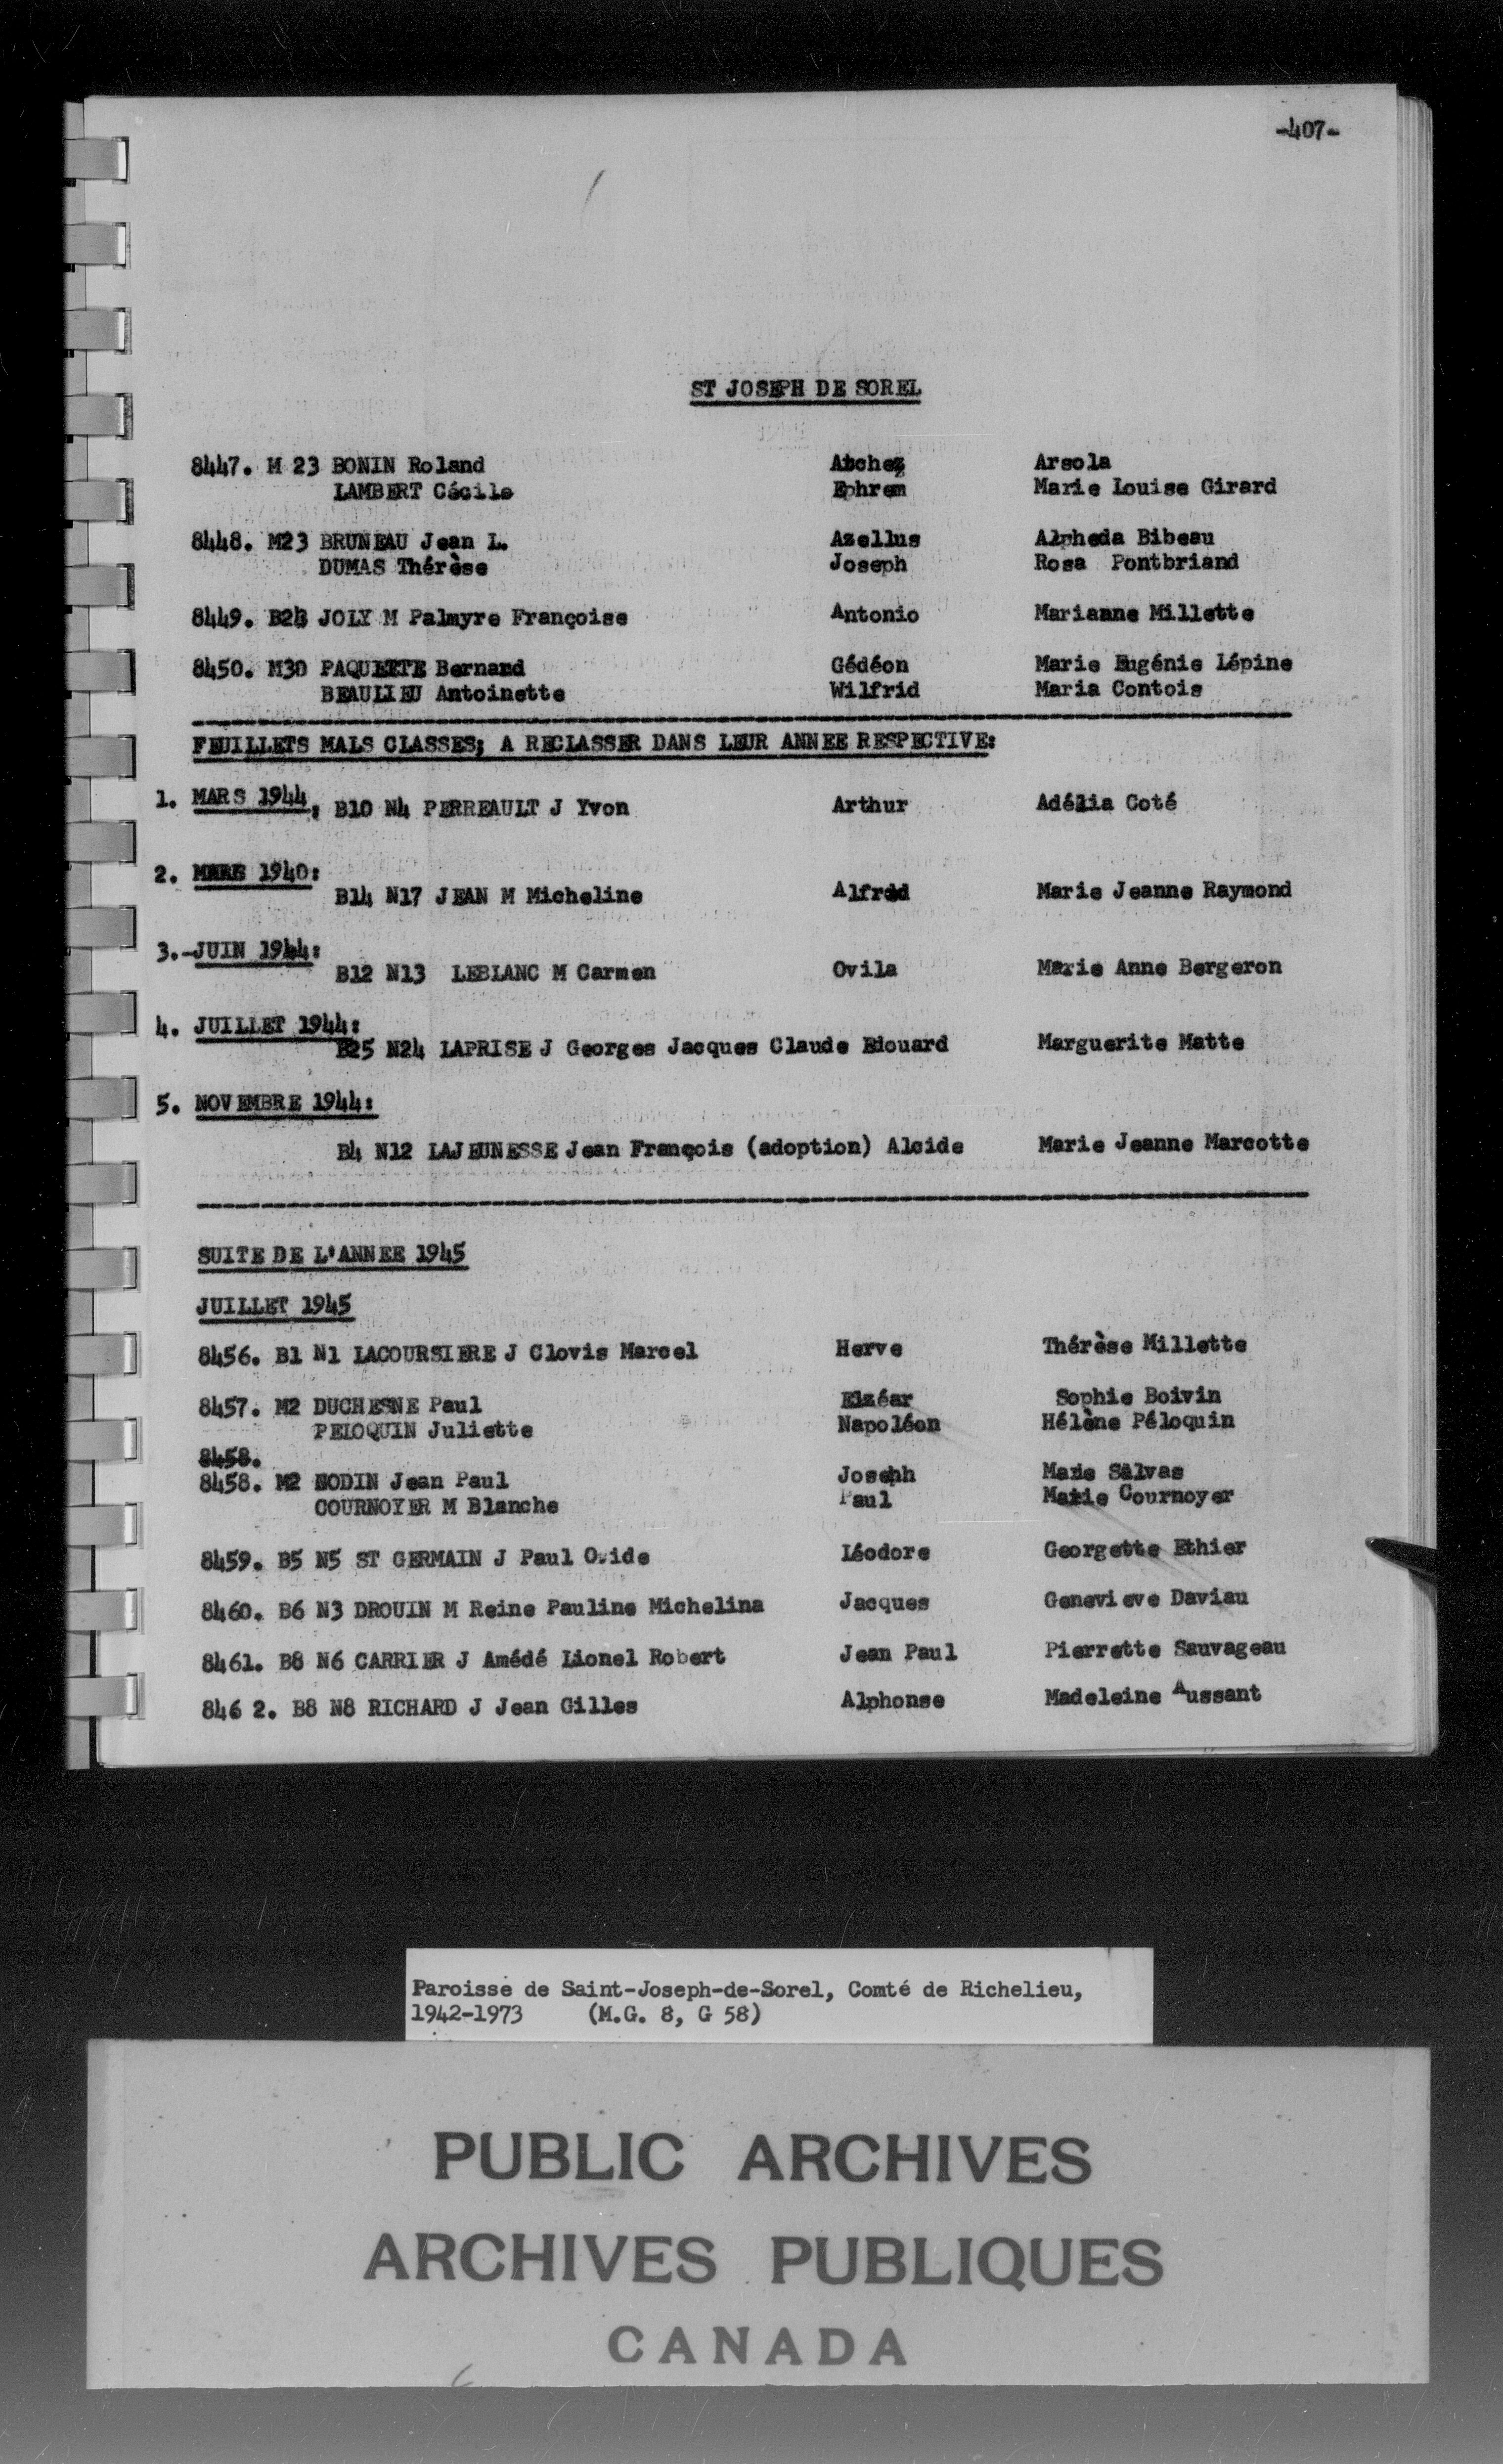 -407-
ST JOSEPH DE SOREL
8447. M 23 BONIN Roland Arsola
LAMBERT Cécile Ephrem Marie Louise Girard
8448. M23 BRUNEAU Jean L. Azellus Alpheda Bibeau
DUMAS Thérèse Joseph Rosa Pontbriand
8449. JOLY M Palmyre Françoise Antonio Marianne Millette
8450. M30 PAQUETTE Bernard Gédéon Marie Eugénie Lépine
BEAULIEU Antoinette Wilfrid Maria Contois
FEUILLETS MALS CLASSES; A RECLASSER DANS LEUR ANNEE RESPECTIVE:
1. MARS 1944, B10 N4 PERREAULT J Yvon Arthur Adélia Coté
2. 1940:
B14 N17 JEAN M Micheline Alfred Marie Jeanne Raymond
3.-JUIN 1944:
B12 N13 LEBLANC M Carmen Ovila Marie Anne Bergeron
4. JUILLET 1944:
B25 N24 LAPRISE J Georges Jacques Claude Edouard Marguerite Matte
5. NOVEMBRE 1944:
B4 N12 LAJEUNESSE Jean François (adoption) Alcide Marie Jeanne Marcotte
SUITE DE L'ANNEE 1945
JUILLET 1945
8456. B1 N1 LACOURSIERE J Clovis Marcel Herve Thérèse Millette
8457. M2 DUCHESNE Paul Elzéar Sophie Boivin
PELOQUIN Juliette Napoléon Hélène Péloquin
8458.
8458. M2 NODIN Jean Paul Josehh Marie Salvas
COURNOYER M Blanche Paul Marie Cournoyer
8459. B5 N5 ST GERMAIN J Paul Ovide Léodore Georgette Ethier
8460. B6 N3 DROUIN M Reine Pauline Michelina Jacques Genevieve Daviau
8461. B8 N6 CARRIER J Amédé Lionel Robert Jean Paul Pierrette Sauvageau
846 2. B8 N8 RICHARD J Jean Gilles Alphonse Madeleine Aussant
Paroisse de Saint-Joseph-de-Sorel, Comté de Richelieu,
1942-1973 (M.G. 8, G 58)
PUBLIC ARCHIVES
ARCHIVES PUBLIQUES
CANADA